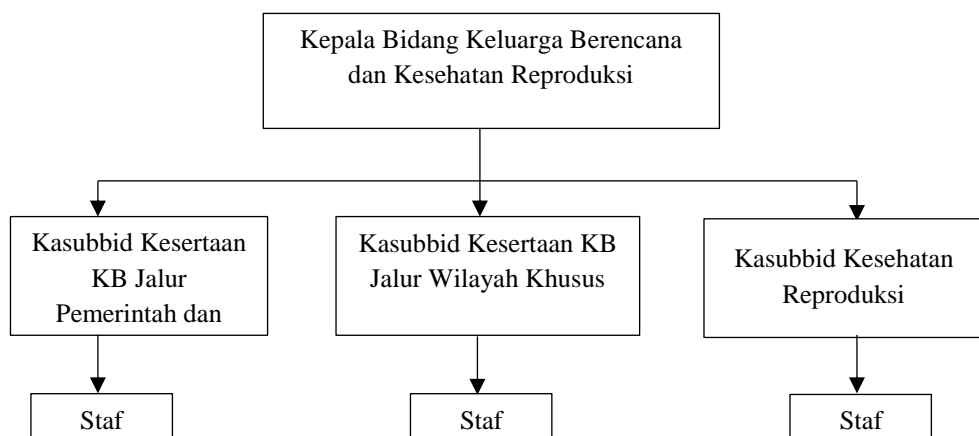 Kepala Bidang Keluarga Berencana
dan Kesehatan Reproduksi
Kasubbid Kesertaan
KB Jalur
Pemerintah dan
Kasubbid Kesertaan KB
Jalur Wilayah Khusus
Kasubbid Kesehatan
Reproduksi
Staf
Staf
Staf